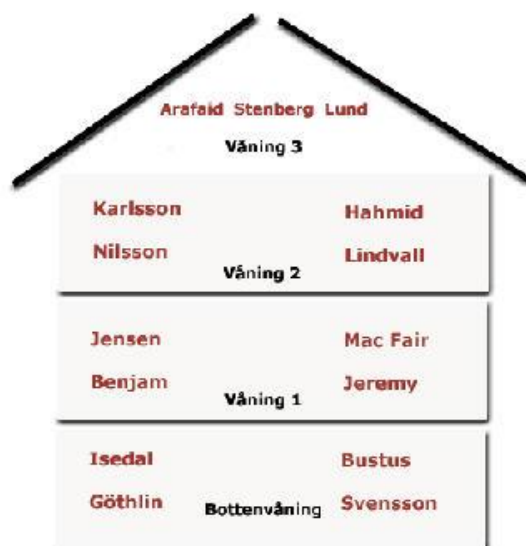 Arafaid Stenberg Lund
Våning 3
Karlsson Hahmid
Nilsson Lindvall
Våning 2
Jensen Mac Fair
Benjam Jeremy
Våning 1
Isedal Bustus
Göthlin Bottenvåning Svensson